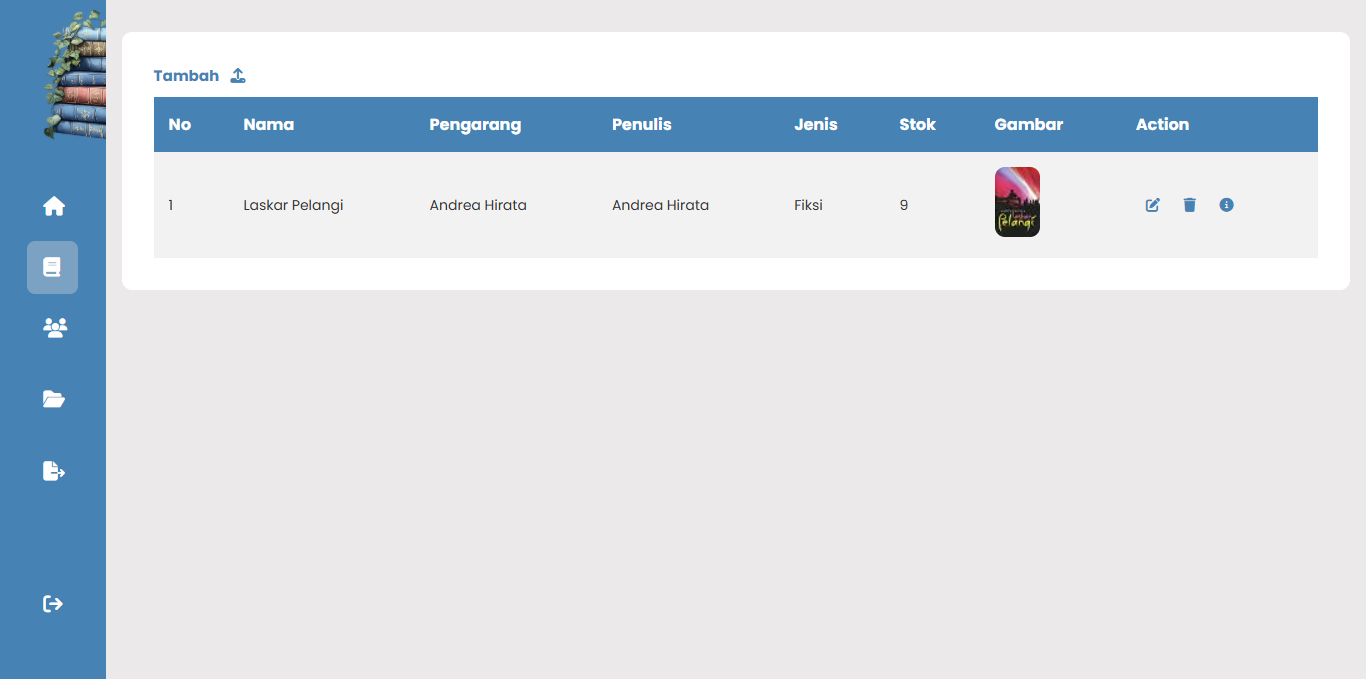 Tambah
No Nama Pengarang Penulis Jenis Stok Gambar Action
1 Laskar Pelangi Andrea Hirata Andrea Hirata Fiksi 9
Laskar
Pelangi